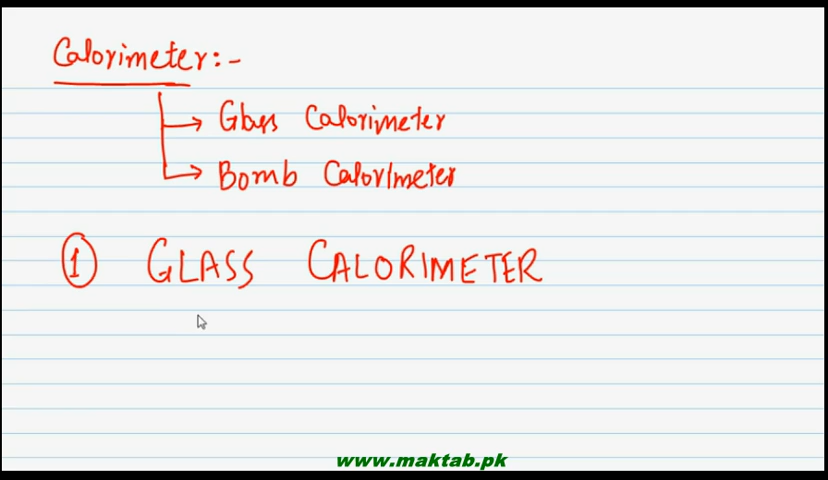 Calorimeter:-
Glass Calorimeter
Bomb Calorimeter
1 GLASS CALORIMETER
www.maktab.pk